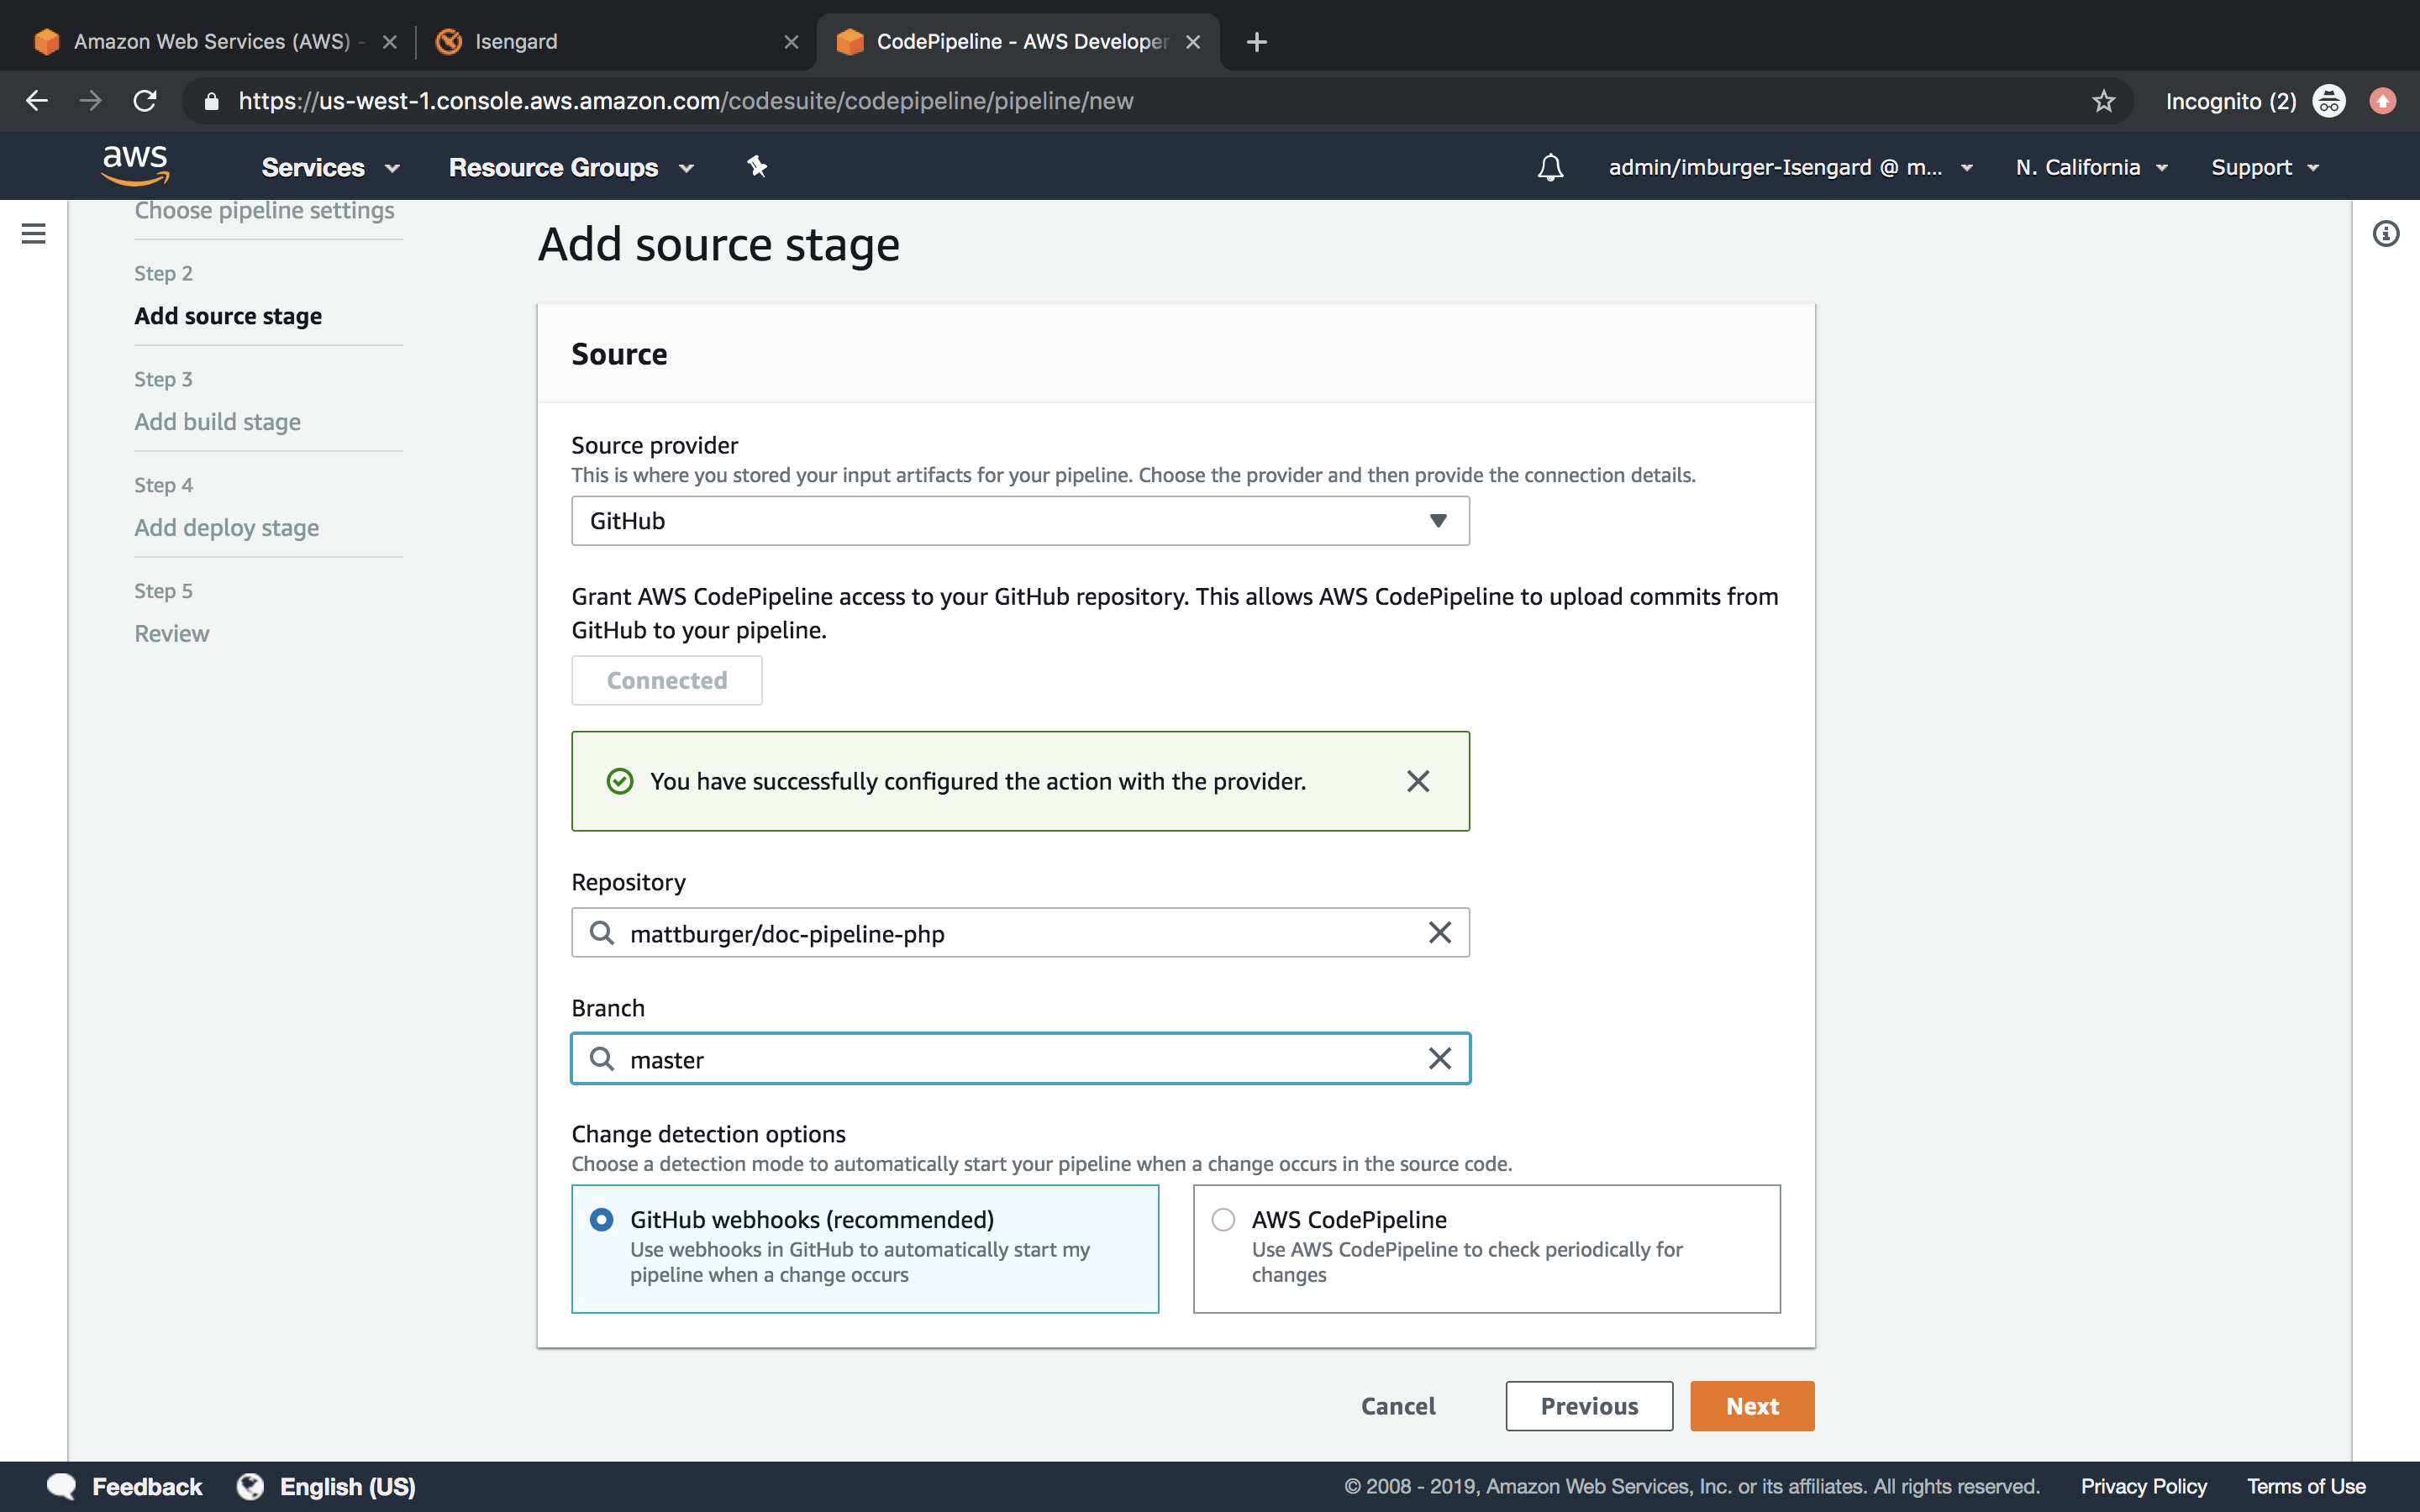 Amazon Web Services (AWS) -
Isengard
CodePipeline - AWS Developer
https://us-west-1.console.aws.amazon.com/codesuite/codepipeline/pipeline/new
Incognito (2)
aws
Services
Resource Groups
admin/imburger-Isengard @ m...
N. California
Support
Choose pipeline settings
Step 2
Add source stage
Step 3
Add build stage
Step 4
Add deploy stage
Step 5
Review
Add source stage
Source
Source provider
This is where you stored your input artifacts for your pipeline. Choose the provider and then provide the connection details.
GitHub
Grant AWS CodePipeline access to your GitHub repository. This allows AWS CodePipeline to upload commits from
GitHub to your pipeline.
Connected
You have successfully configured the action with the provider.
Repository
mattburger/doc-pipeline-php
Branch
master
Change detection options
Choose a detection mode to automatically start your pipeline when a change occurs in the source code.
GitHub webhooks (recommended)
Use webhooks in GitHub to automatically start my
pipeline when a change occurs
AWS CodePipeline
Use AWS CodePipeline to check periodically for
changes
Cancel
Previous
Next
Feedback
English (US)
© 2008 - 2019, Amazon Web Services, Inc. or its affiliates. All rights reserved.
Privacy Policy
Terms of Use